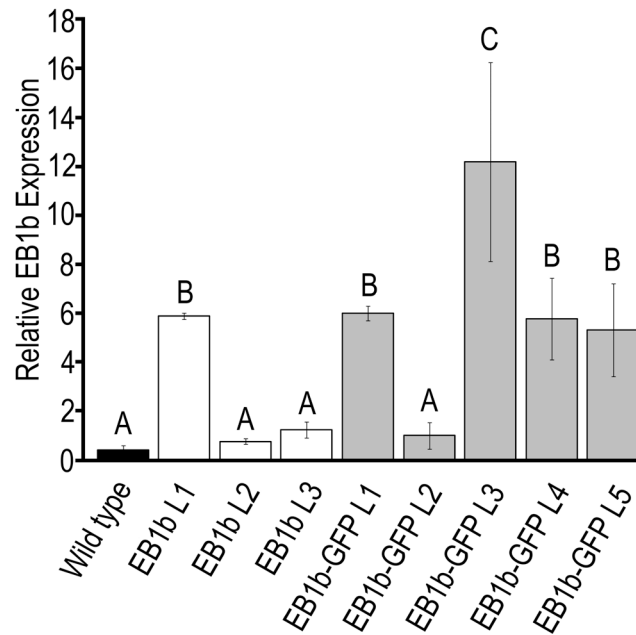 Relative EB1b Expression
18
16
14
12
10
8
6
4
2
0
A
B
A
A
B
A
C
B
B
Wild type
EB1b L1
EB1b L2
EB1b L3
EB1b-GFP L1
EB1b-GFP L2
EB1b-GFP L3
EB1b-GFP L4
EB1b-GFP L5